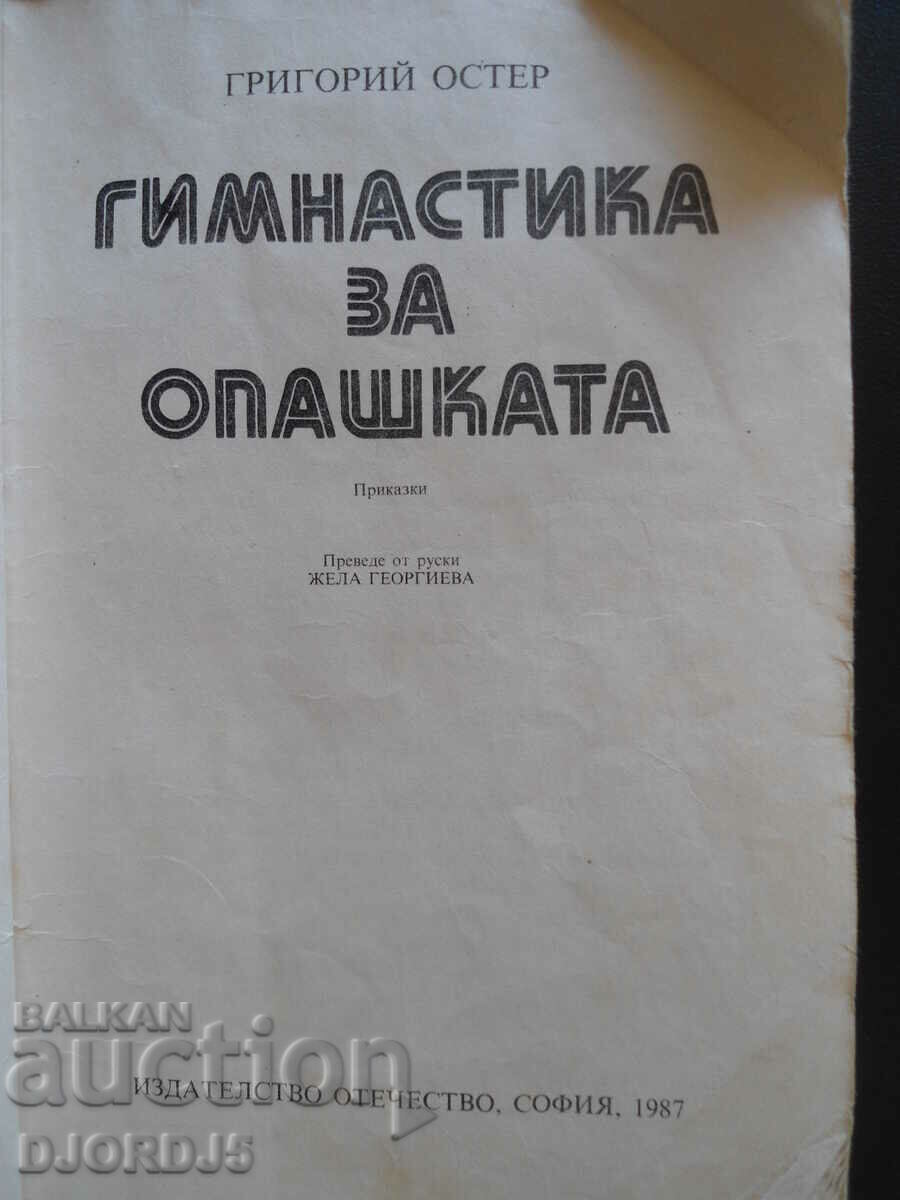 ГРИГОРИЙ ОСТЕР
ГИМНАСТИКА
ЗА
ОПАШКАТА
Приказки
Преведе от руски
ЖЕЛА ГЕОРГИЕВА
BALKAN
auction
ИЗДАТЕЛСТВО ОТЕЧЕСТВО, СОФИЯ, 1987
DJORDJ5